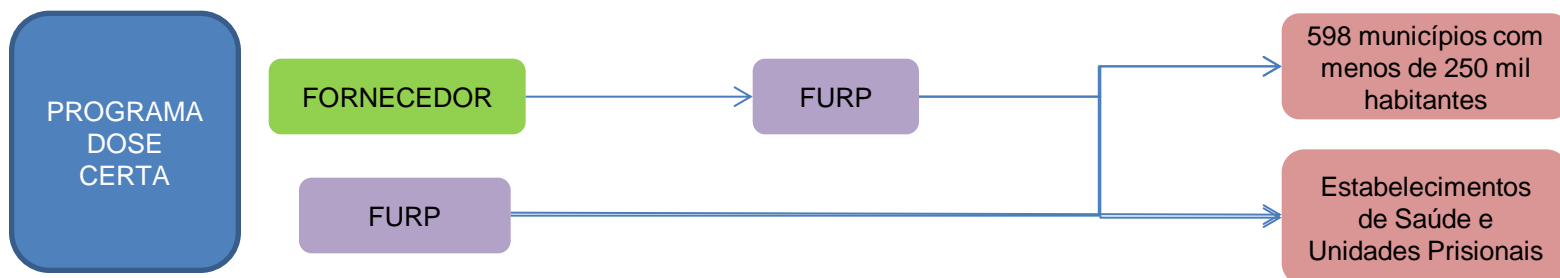 PROGRAMA
DOSE
CERTA
FORNECEDOR
FURP
598 municípios com
menos de 250 mil
habitantes
FURP
Estabelecimentos
de Saúde e
Unidades Prisionais